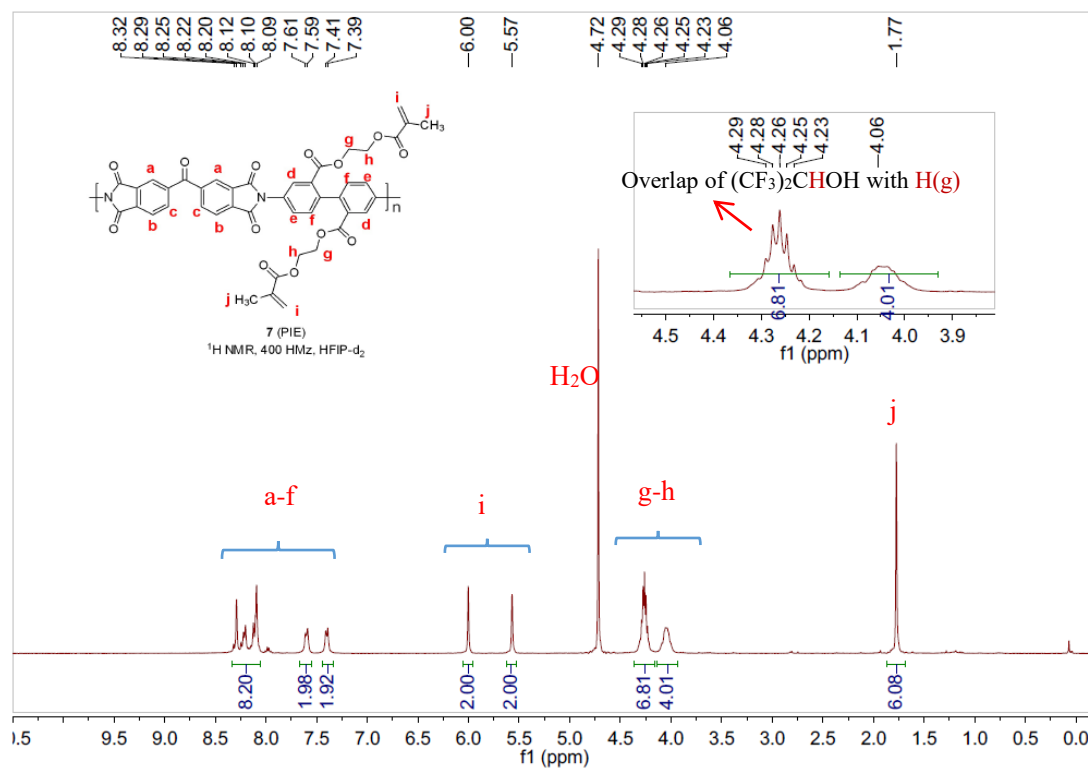 8.32
8.29
8.25
8.22
8.20
8.12
8.10
8.09
7.61
7.59
7.41
7.39
6.00
5.57
4.72
4.29
4.28
4.26
4.25
4.23
4.06
1.77
i
j
CH₃
O
O
g
h
O
O
a
O
a
d
f
e
N
N
n
O
O
O
O
O
b
c
c
b
e
f
d
O
O
h
g
O
O
j H₃C
i
7 (PIE)
¹H NMR, 400 HMz, HFIP-d₂
4.29
4.28
4.26
4.25
4.23
4.06
Overlap of (CF₃)₂CHOH with H(g)
6.81
4.01
4.5 4.4 4.3 4.2 4.1 4.0 3.9
f1 (ppm)
H₂O
a-f
i
g-h
j
8.20
1.98
1.92
2.00
2.00
6.81
4.01
6.08
0.5 9.5 9.0 8.5 8.0 7.5 7.0 6.5 6.0 5.5 5.0 4.5 4.0 3.5 3.0 2.5 2.0 1.5 1.0 0.5 0.0
f1 (ppm)